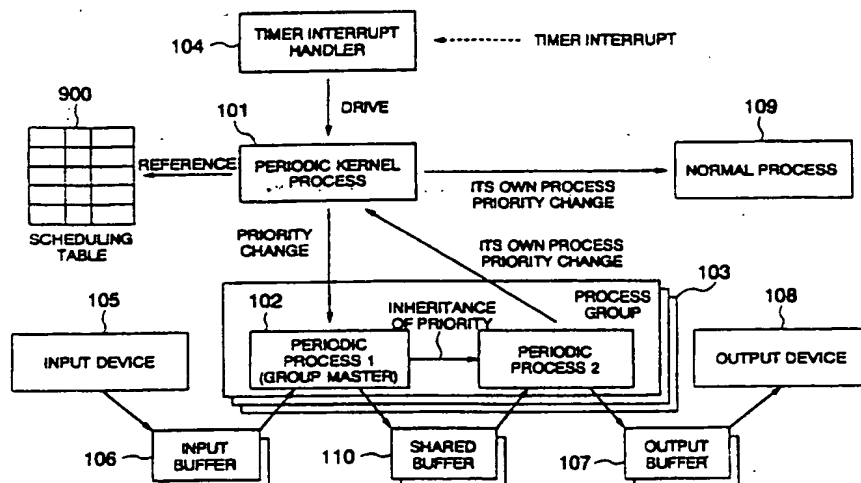 104
TIMER INTERRUPT
HANDLER
TIMER INTERRUPT
900
101
DRIVE
109
REFERENCE
PERIODIC KERNEL
PROCESS
NORMAL PROCESS
ITS OWN PROCESS
PRIORITY CHANGE
SCHEDULING
TABLE
PRIORITY
CHANGE
ITS OWN PROCESS
PRIORITY CHANGE
103
105
102
INHERITANCE
OF PRIORITY
PROCESS
GROUP
108
INPUT DEVICE
PERIODIC
PROCESS 1
(GROUP MASTER)
PERIODIC
PROCESS 2
OUTPUT DEVICE
106
INPUT
BUFFER
110
SHARED
BUFFER
107
OUTPUT
BUFFER